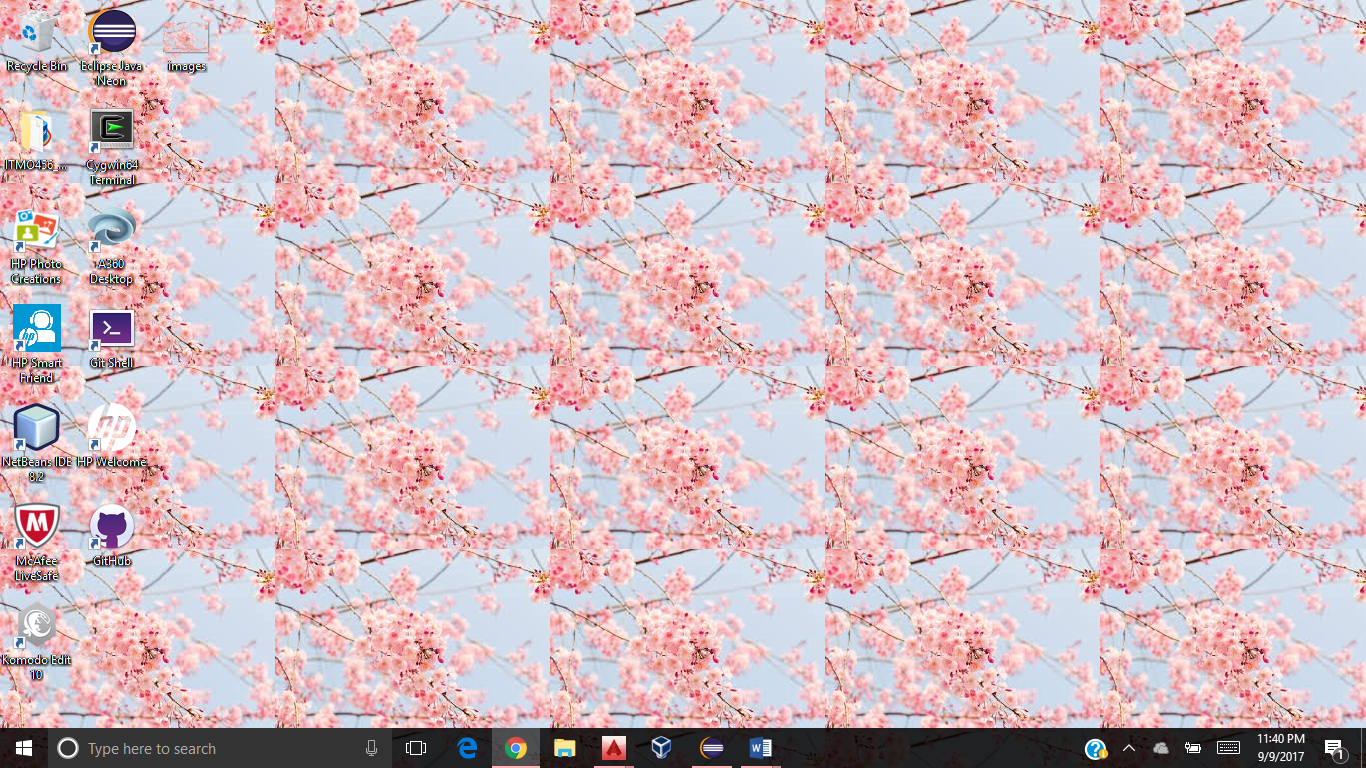 Recycle Bin
Eclipse Java
Neon
images
ITMO456_...
Cygwin64
Terminal
HP Photo
Creations
A360
Desktop
HP Smart
Friend
Git Shell
NetBeans IDE
8.2
HP Welcome
McAfee
LiveSafe
GitHub
Komodo Edit
10
Type here to search
11:40 PM
9/9/2017
1